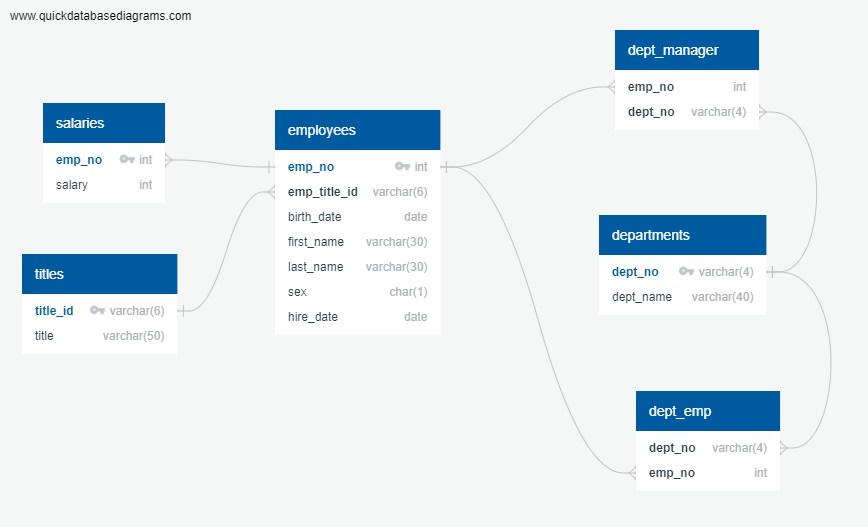 www.quickdatabasediagrams.com
salaries
emp_no int
salary int
titles
title_id varchar(6)
title varchar(50)
employees
emp_no int
emp_title_id varchar(6)
birth_date date
first_name varchar(30)
last_name varchar(30)
sex char(1)
hire_date date
dept_manager
emp_no int
dept_no varchar(4)
departments
dept_no varchar(4)
dept_name varchar(40)
dept_emp
dept_no varchar(4)
emp_no int